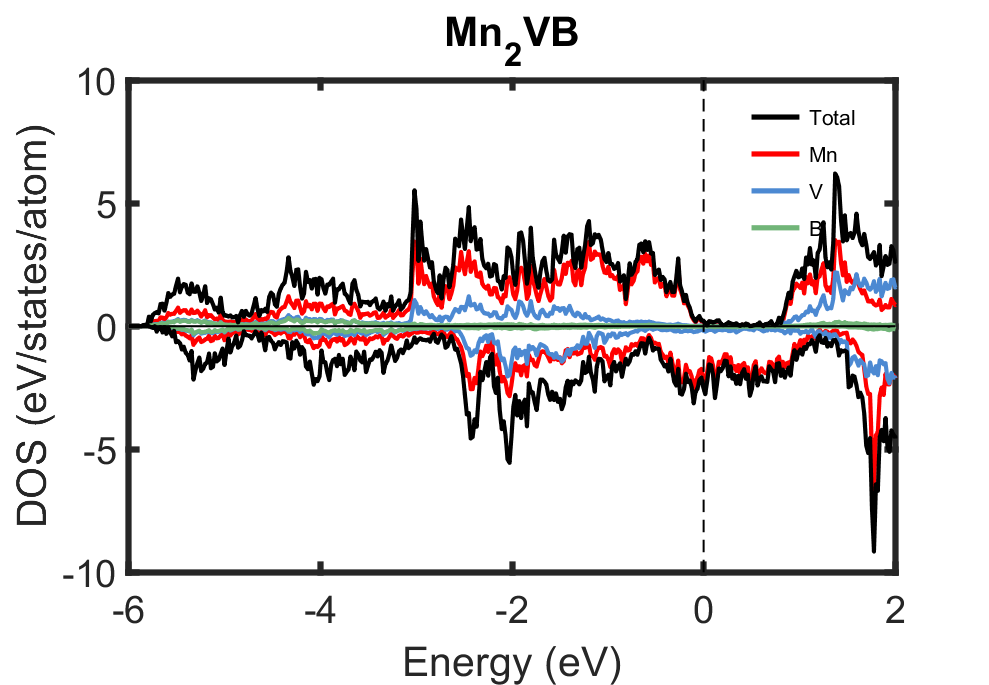 Mn2VB
DOS (eV/states/atom)
10
5
0
-5
-10
Total
Mn
V
B
-6
-4
-2
0
2
Energy (eV)